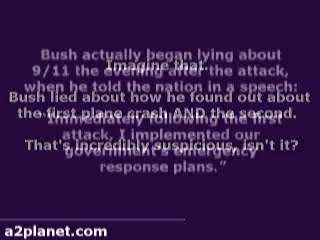 Bush actually began lying about
Imagine that.
9/11 the evening after the attack,
when he told the nation in a speech:
Bush lied about how he found out about
the first plane crash AND the second.
"Immediately following the first
attack, I implemented our
That's incredibly suspicious, isn't it?
government's emergency
response plans."
a2planet.com